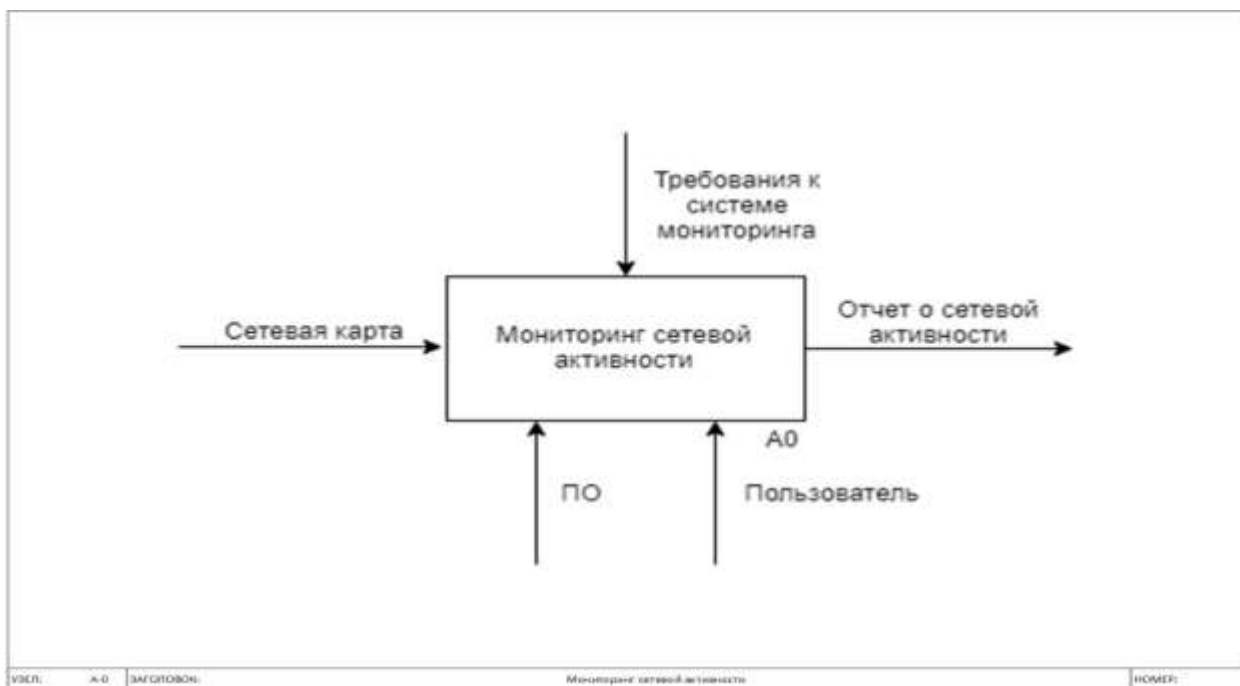 Требования к
системе
мониторинга
Сетевая карта
Мониторинг сетевой
активности
Отчет о сетевой
активности
A0
ПО
Пользователь
УЗЕЛ:
A-0
ЗАГОЛОВОК:
Мониторинг сетевой активности
НОМЕР: